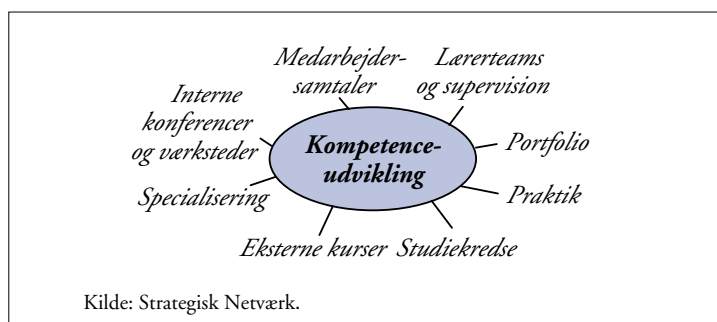 Medarbejder-
samtaler
Lærerteams
og supervision
Interne
konferencer
og værksteder
Kompetence-
udvikling
Portfolio
Specialisering
Praktik
Eksterne kurser
Studiekredse
Kilde: Strategisk Netværk.